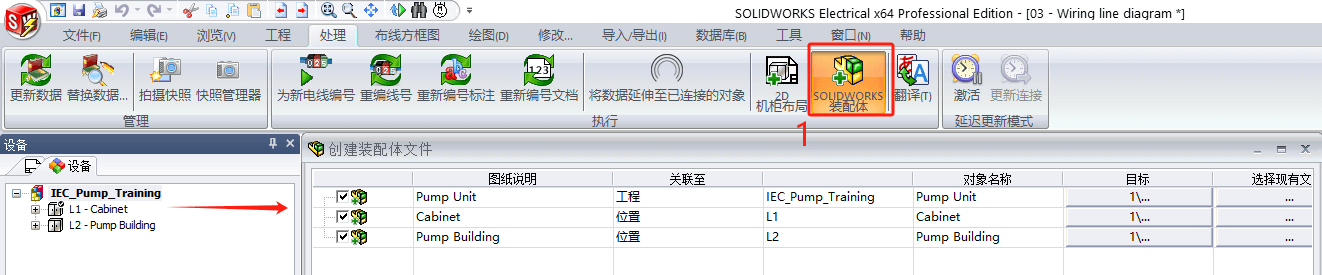 SOLIDWORKS Electrical x64 Professional Edition - [03 - Wiring line diagram *]
文件(F) 编辑(E) 浏览(V) 工程 处理 布线方框图 绘图(D) 修改... 导入/导出(I) 数据库(B) 工具 窗口(N) 帮助
更新数据 替换数据... 拍摄快照 快照管理器 为新电线编号 重编线号 重新编号标注 重新编号文档 将数据延伸至已连接的对象 2D 机柜布局 SOLIDWORKS 装配体 翻译(T) 激活 更新连接
管理 执行 延迟更新模式
1
设备
设备
IEC_Pump_Training
L1 - Cabinet
L2 - Pump Building
创建装配体文件
图纸说明 关联至 对象名称 目标 选择现有文
Pump Unit 工程 IEC_Pump_Training Pump Unit 1\... ...
Cabinet 位置 L1 Cabinet 1\... ...
Pump Building 位置 L2 Pump Building 1\... ...